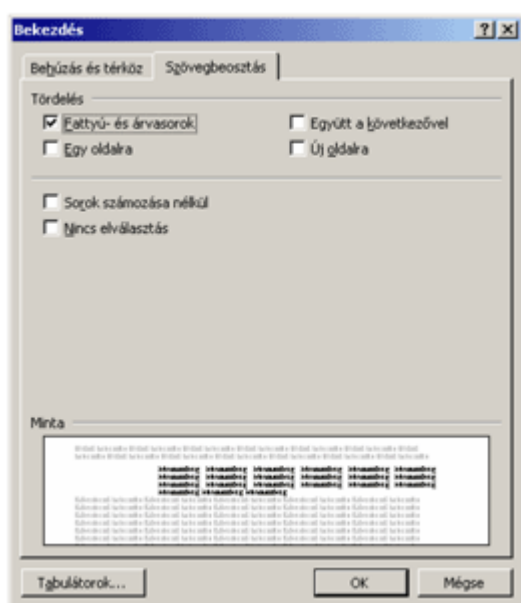 Bekezdés
Behúzás és térköz Szövegbeosztás
Tördelés
Fattyú- és árvasorok Együtt a következővel
Egy oldalra Új oldalra
Sorok számozása nélkül
Nincs elválasztás
Minta
Tabulátorok... OK Mégse